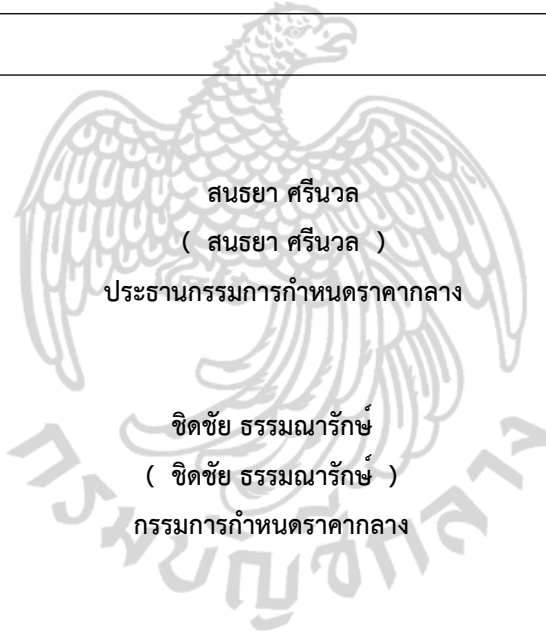 สนธยา ศรีนวล
( สนธยา ศรีนวล )
ประธานกรรมการกำหนดราคากลาง
ชิดชัย ธรรมณารักษ์
( ชิดชัย ธรรมณารักษ์ )
กรรมการกำหนดราคากลาง
กรมบัญชีกลาง